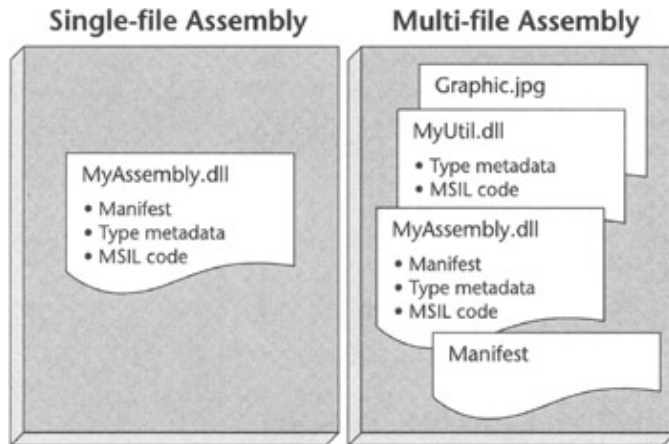 Single-file Assembly
MyAssembly.dll
• Manifest
• Type metadata
• MSIL code
Multi-file Assembly
Graphic.jpg
MyUtil.dll
• Type metadata
• MSIL code
MyAssembly.dll
• Manifest
• Type metadata
• MSIL code
Manifest